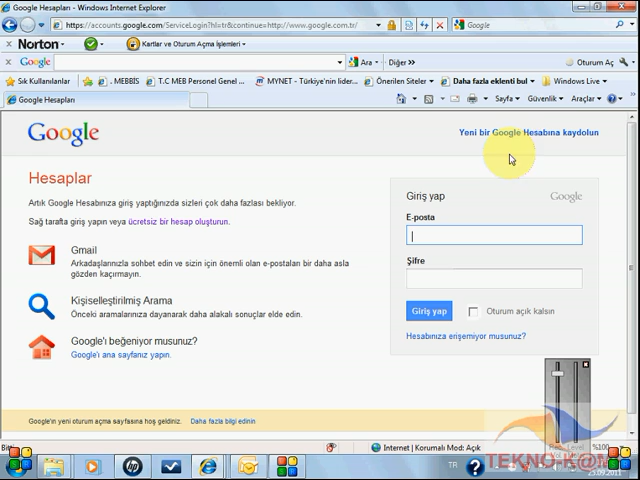 Google Hesapları - Windows Internet Explorer
https://accounts.google.com/ServiceLogin?hl=tr&continue=http://www.google.com.tr/
Google
Norton
Kartlar ve Oturum Açma İşlemleri
Google
Ara
Diğer »
Oturum Aç
Sık Kullanılanlar
. MEBBİS
T.C MEB Personel Genel ...
MYNET - Türkiye'nin lider...
Önerilen Siteler
Daha fazla eklenti bul
Windows Live
Google Hesapları
Sayfa
Güvenlik
Araçlar
Google
Yeni bir Google Hesabına kaydolun
Hesaplar
Artık Google Hesabınıza giriş yaptığınızda sizleri çok daha fazlası bekliyor.
Sağ tarafta giriş yapın veya ücretsiz bir hesap oluşturun.
Gmail
Arkadaşlarınızla sohbet edin ve sizin için önemli olan e-postaları bir daha asla
gözden kaçırmayın.
Kişiselleştirilmiş Arama
Önceki aramalarınıza dayanarak daha alakalı sonuçlar elde edin.
Google'ı beğeniyor musunuz?
Google'ı ana sayfanız yapın.
Giriş yap
Google
E-posta
Şifre
Giriş yap
Oturum açık kalsın
Hesabınıza erişemiyor musunuz?
Google'ın yeni oturum açma sayfasına hoş geldiniz.
Daha fazla bilgi edinin
Bitti
Internet | Korumalı Mod: Açık
%100
TR
TEKNO-K@M
25.09.2011